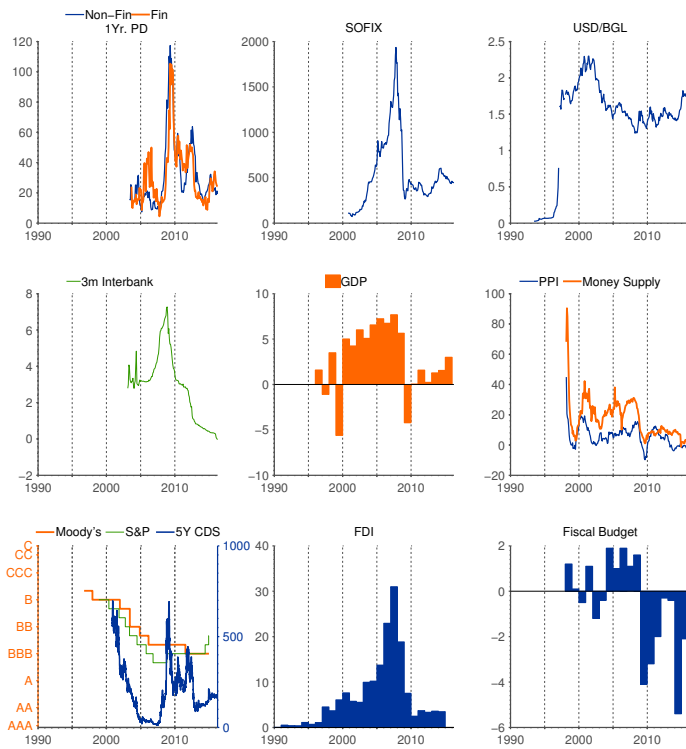 Non−Fin Fin
1Yr. PD
SOFIX
USD/BGL
120
100
80
60
40
20
0
1990 2000 2010
2000
1500
1000
500
0
1990 2000 2010
2.5
2
1.5
1
0.5
0
1990 2000 2010
3m Interbank
GDP
PPI Money Supply
8
6
4
2
0
−2
1990 2000 2010
10
5
0
−5
−10
1990 2000 2010
100
80
60
40
20
0
−20
1990 2000 2010
Moody's S&P 5Y CDS
FDI
Fiscal Budget
C
CC
CCC
B
BB
BBB
A
AA
AAA
1000
500
0
1990 2000 2010
40
30
20
10
0
1990 2000 2010
2
0
−2
−4
−6
1990 2000 2010